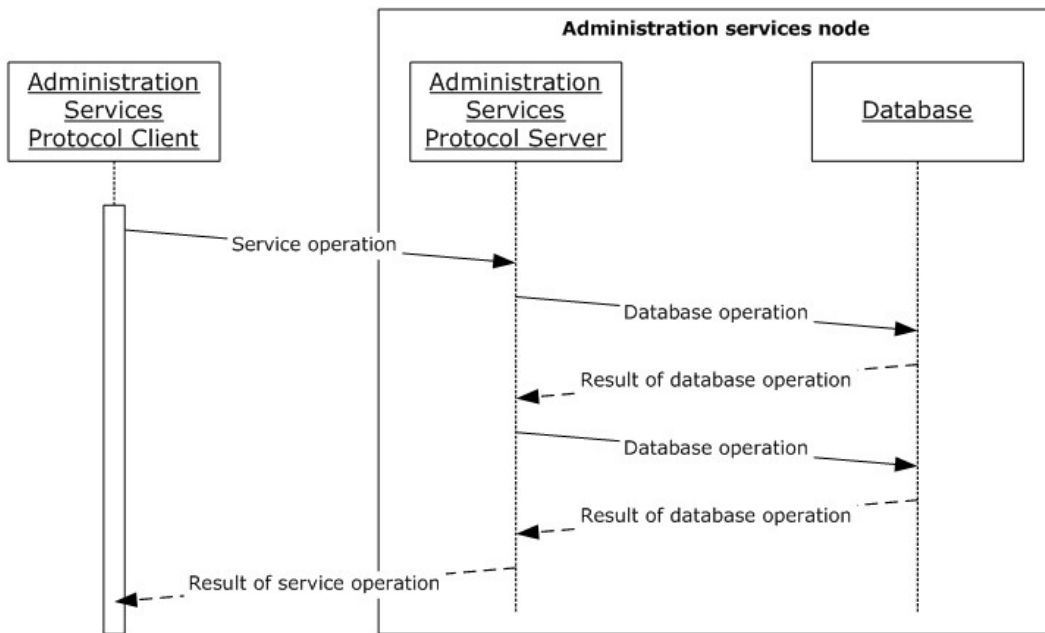 Administration services node
Administration
Services
Protocol Client
Administration
Services
Protocol Server
Database
Service operation
Database operation
Result of database operation
Database operation
Result of database operation
Result of service operation